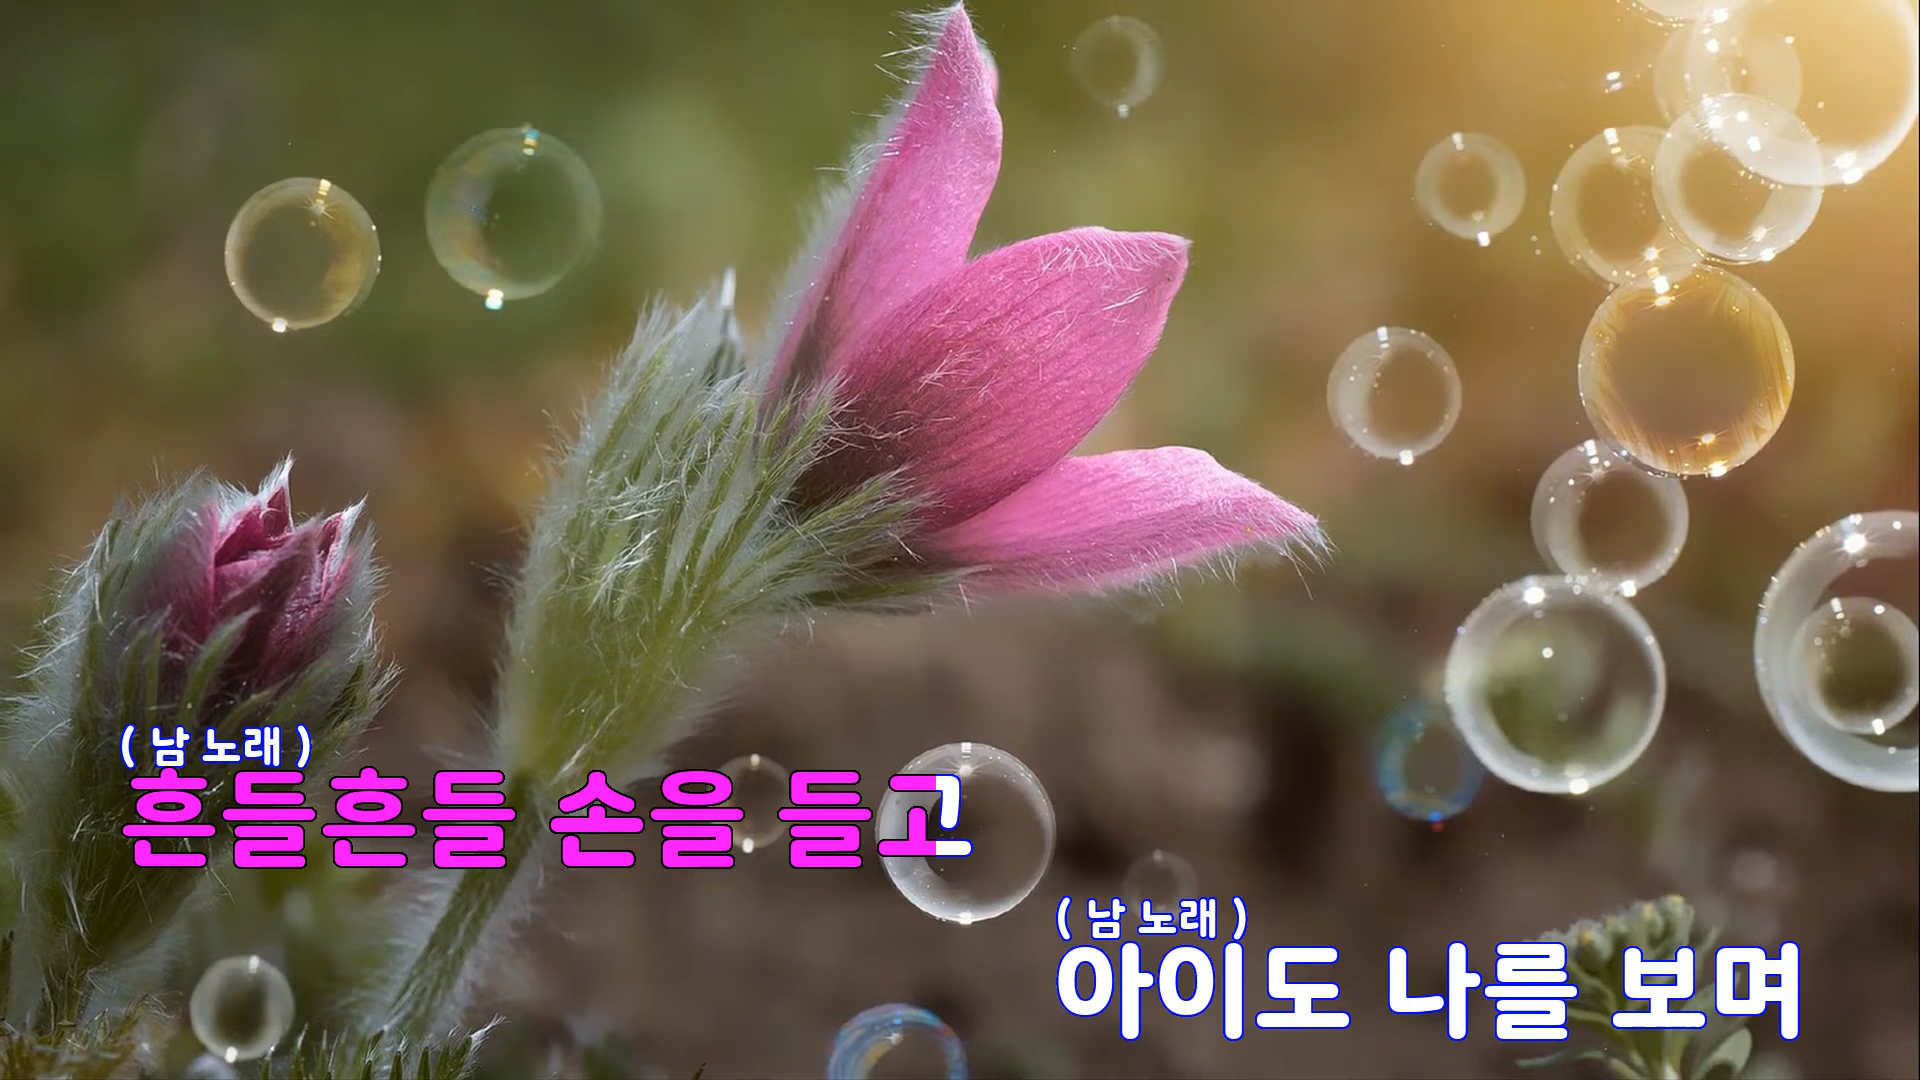 ( 남 노래 )
흔들흔들 손을 들고
( 남 노래 )
아이도 나를 보며